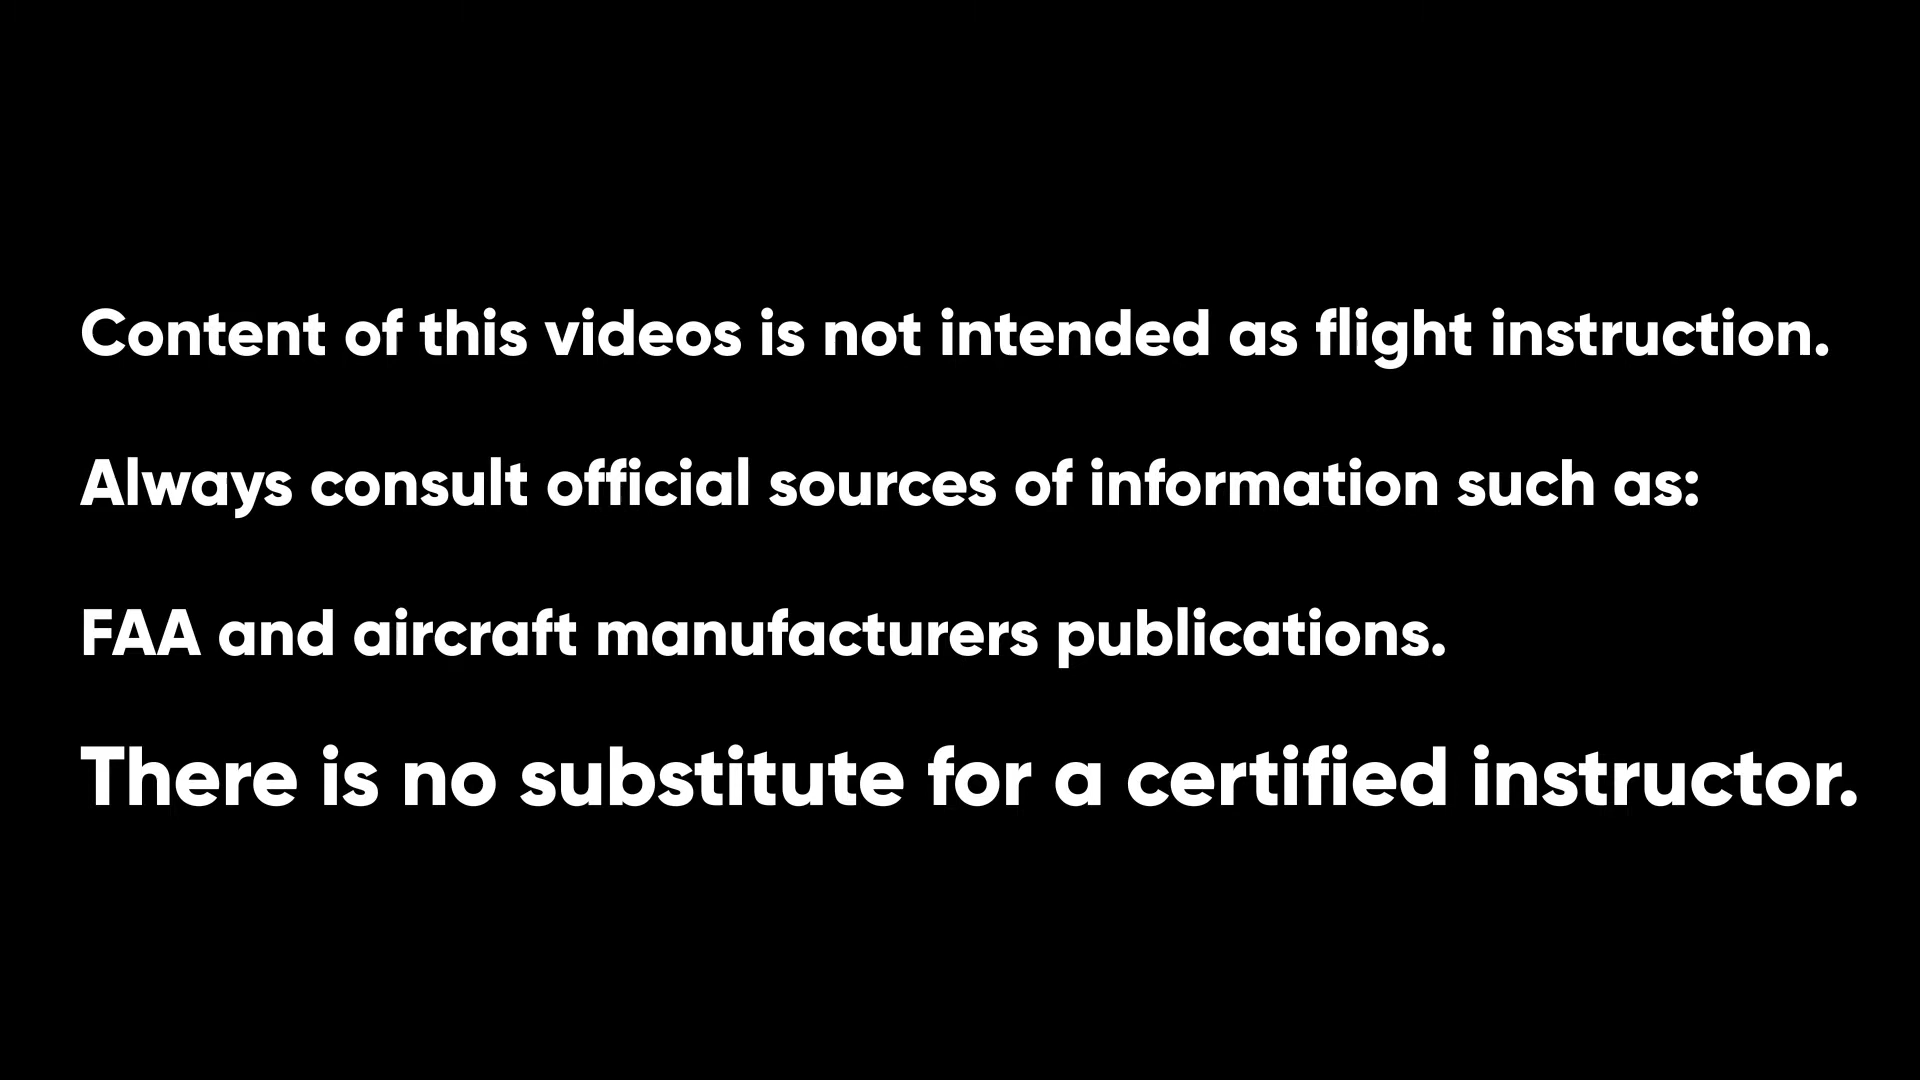 Content of this videos is not intended as flight instruction.
Always consult official sources of information such as:
FAA and aircraft manufacturers publications.
There is no substitute for a certified instructor.